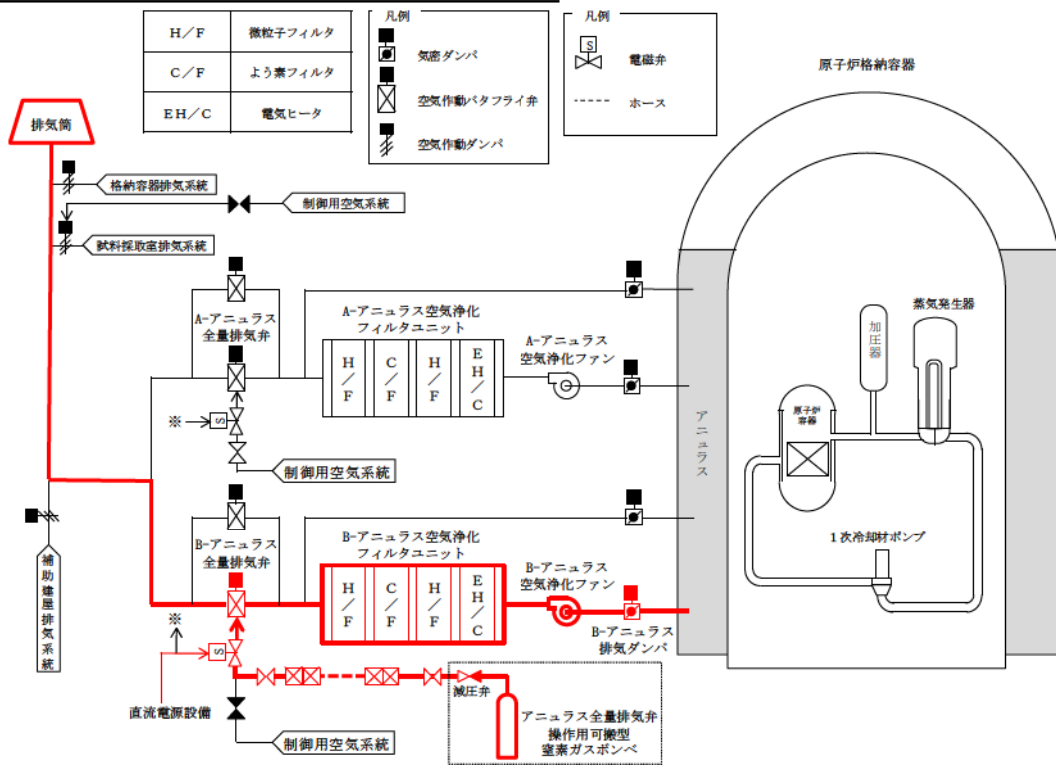 H／F 微粒子フィルタ
C／F よう素フィルタ
EH／C 電気ヒータ
凡例
気密ダンパ
空気作動バタフライ弁
空気作動ダンパ
凡例
S
電磁弁
ホース
原子炉格納容器
排気筒
格納容器排気系統
制御用空気系統
試料採取室排気系統
A-アニュラス
全量排気弁
A-アニュラス空気浄化
フィルタユニット
H／F
C／F
H／F
EH／C
A-アニュラス
空気浄化ファン
※
S
制御用空気系統
アニュラス
加圧器
蒸気発生器
原子炉
容器
1次冷却材ポンプ
B-アニュラス
全量排気弁
B-アニュラス空気浄化
フィルタユニット
H／F
C／F
H／F
EH／C
B-アニュラス
空気浄化ファン
B-アニュラス
排気ダンパ
補助建屋排気系統
※
S
直流電源設備
制御用空気系統
減圧弁
アニュラス全量排気弁
操作用可搬型
窒素ガスボンベ